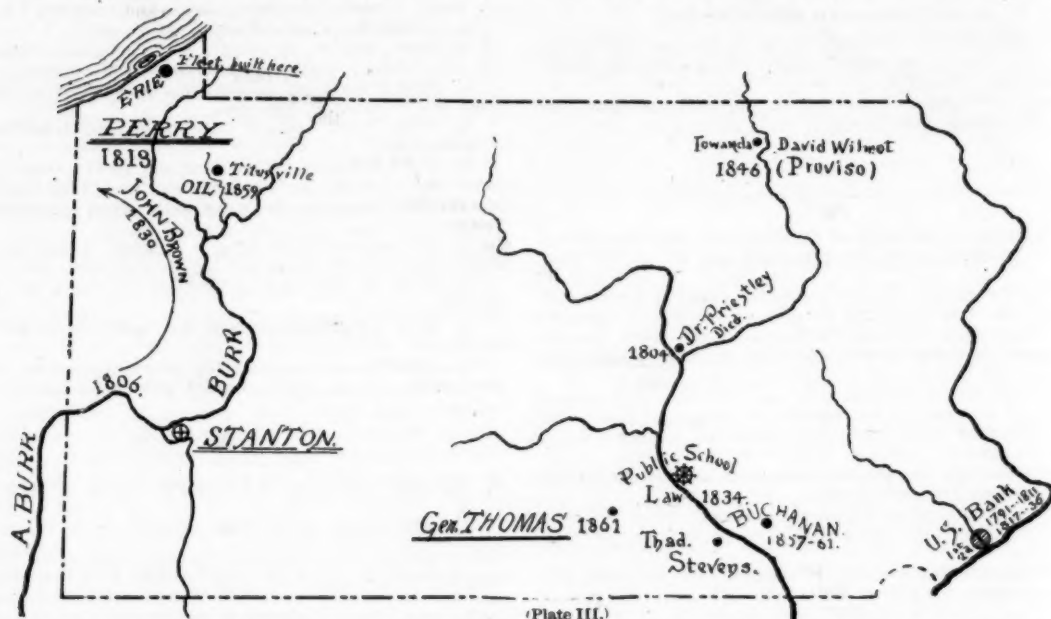 Fleet built here.
ERIE
PERRY
1813
Titusville
OIL 1859
JOHN BROWN
1839
BURR
1806.
A. BURR
STANTON.
Towanda David Wilmot
1846 (Proviso)
Dr. Priestley
Died.
1804
Public School
Law 1834.
Gen. THOMAS 1861
BUCHANAN.
1857-61.
Thad.
Stevens.
U.S. Bank
1791-1811
1817-36
(Plate III.)